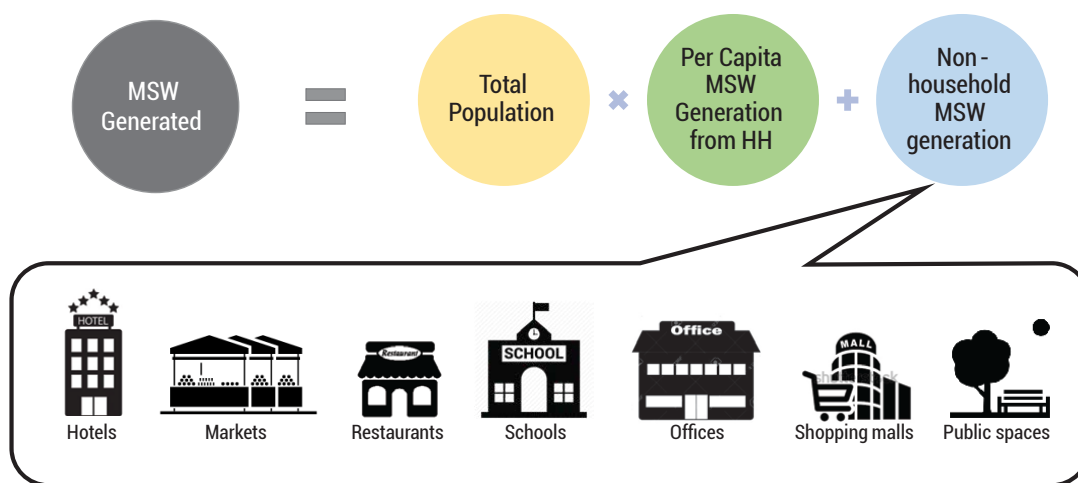 MSW
Generated
Total
Population
Per Capita
MSW
Generation
from HH
Non -
household
MSW
generation
HOTEL
Hotels
Markets
Restaurant
Restaurants
SCHOOL
Schools
Office
Offices
MALL
Shopping malls
Public spaces